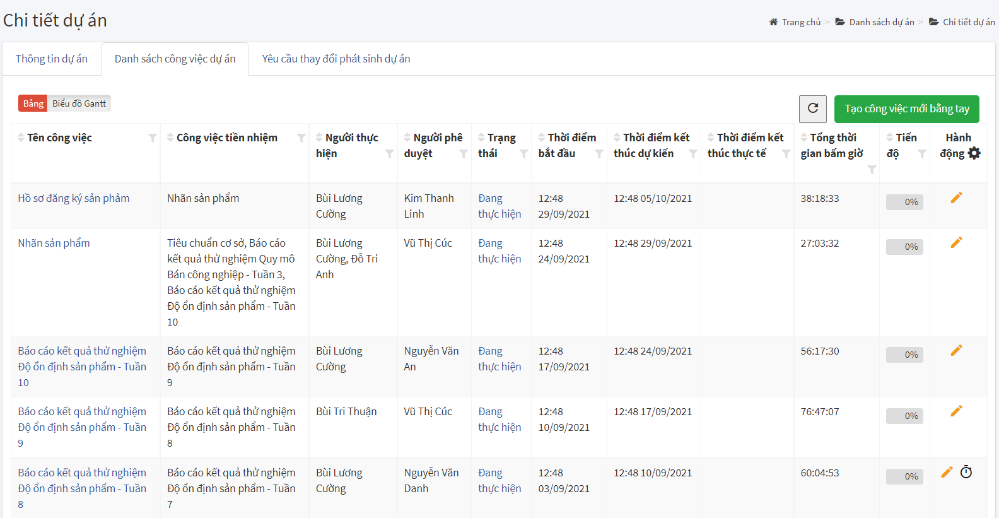 Chi tiết dự án
Trang chủ > Danh sách dự án > Chi tiết dự án
Thông tin dự án
Danh sách công việc dự án
Yêu cầu thay đổi phát sinh dự án
Bảng
Biểu đồ Gantt
Tạo công việc mới bằng tay
Tên công việc
Công việc tiền nhiệm
Người thực
hiện
Người phê
duyệt
Trạng
thái
Thời điểm
bắt đầu
Thời điểm kết
thúc dự kiến
Thời điểm kết
thúc thực tế
Tổng thời
gian bấm giờ
Tiến
độ
Hành
động
Hồ sơ đăng ký sản phảm
Nhãn sản phẩm
Bùi Lương
Cường
Kim Thanh
Linh
Đang
thực hiện
12:48
29/09/2021
12:48 05/10/2021
38:18:33
0%
Nhãn sản phẩm
Tiêu chuẩn cơ sở, Báo cáo
kết quả thử nghiệm Quy mô
Bán công nghiệp - Tuần 3,
Báo cáo kết quả thử nghiệm
Độ ổn định sản phẩm - Tuần
10
Bùi Lương
Cường, Đỗ Tri
Anh
Vũ Thị Cúc
Đang
thực hiện
12:48
24/09/2021
12:48 29/09/2021
27:03:32
0%
Báo cáo kết quả thử nghiệm
Độ ổn định sản phẩm - Tuần
10
Báo cáo kết quả thử nghiệm
Độ ổn định sản phẩm - Tuần
9
Bùi Lương
Cường
Nguyễn Văn
An
Đang
thực hiện
12:48
17/09/2021
12:48 24/09/2021
56:17:30
0%
Báo cáo kết quả thử nghiệm
Độ ổn định sản phẩm - Tuần
9
Báo cáo kết quả thử nghiệm
Độ ổn định sản phẩm - Tuần
8
Bùi Tri Thuận
Vũ Thị Cúc
Đang
thực hiện
12:48
10/09/2021
12:48 17/09/2021
76:47:07
0%
Báo cáo kết quả thử nghiệm
Độ ổn định sản phẩm - Tuần
8
Báo cáo kết quả thử nghiệm
Độ ổn định sản phẩm - Tuần
7
Bùi Lương
Cường
Nguyễn Văn
Danh
Đang
thực hiện
12:48
03/09/2021
12:48 10/09/2021
60:04:53
0%